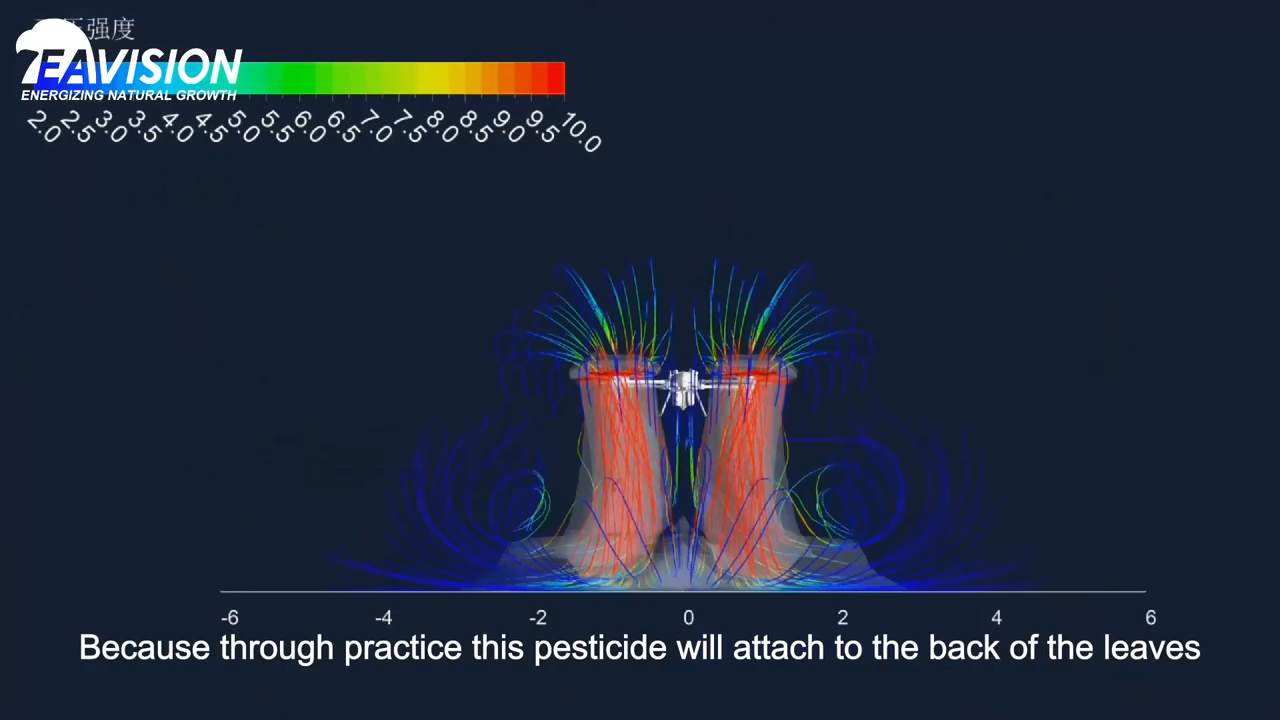 强度
EAVISION
ENERGIZING NATURAL GROWTH
2.0 2.5 3.0 3.5 4.0 4.5 5.0 5.5 6.0 6.5 7.0 7.5 8.0 8.5 9.0 9.5 10.0
-6 -4 -2 0 2 4 6
Because through practice this pesticide will attach to the back of the leaves